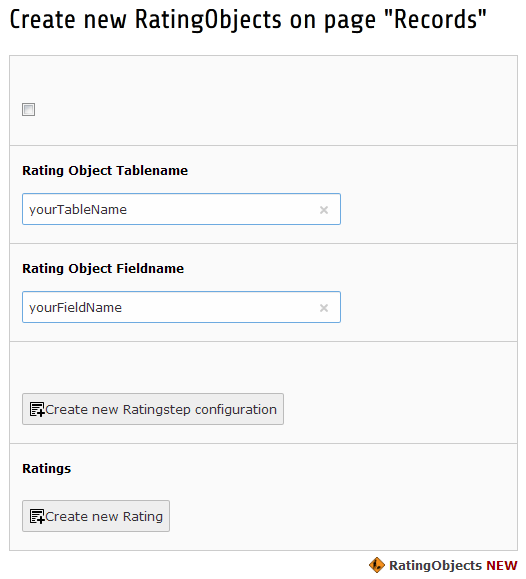 Create new RatingObjects on page "Records"
Rating Object Tablename
yourTableName
Rating Object Fieldname
yourFieldName
Create new Ratingstep configuration
Ratings
Create new Rating
RatingObjects NEW